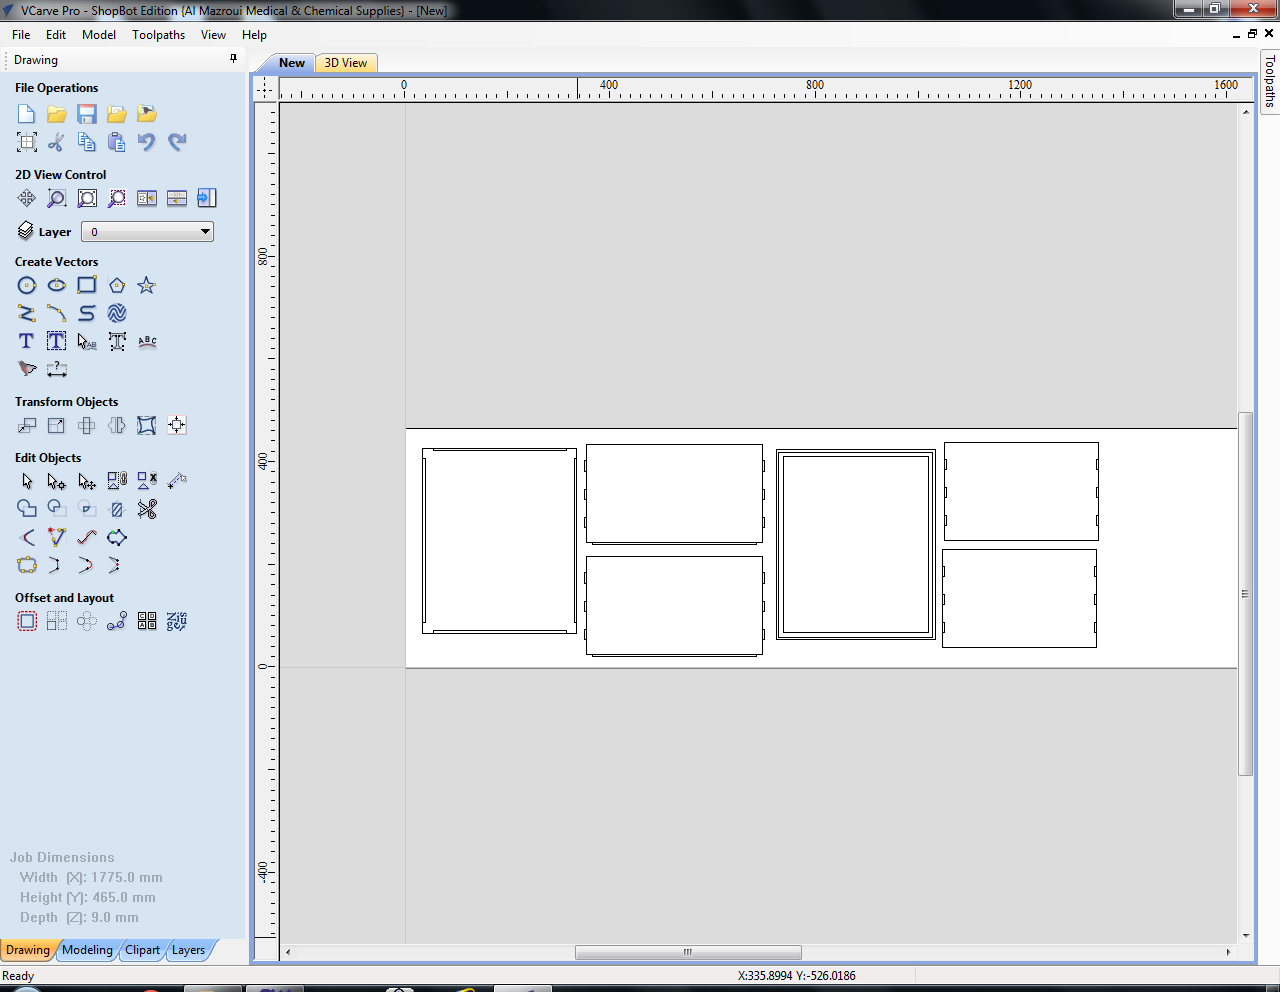 VCarve Pro - ShopBot Edition {Al Mazroui Medical & Chemical Supplies} - [New]
File Edit Model Toolpaths View Help
Drawing
New 3D View
Toolpaths
File Operations
2D View Control
Layer 0
Create Vectors
Transform Objects
Edit Objects
Offset and Layout
0 400 800 1200 1600
800
400
0
-400
Job Dimensions
Width (X): 1775.0 mm
Height (Y): 465.0 mm
Depth (Z): 9.0 mm
Drawing Modeling Clipart Layers
Ready X:335.8994 Y:-526.0186